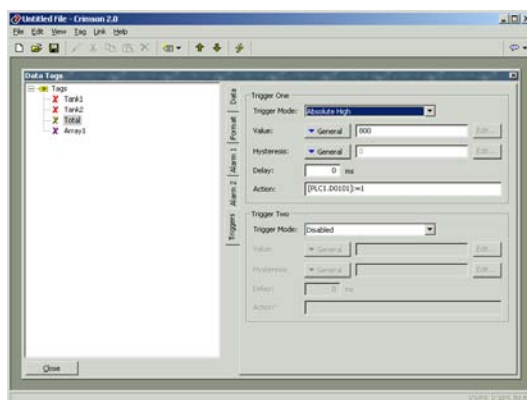 Untitled File - Crimson 2.0
File Edit View Tag Link Help
Data Tags
Tags
Tank1
Tank2
Total
Array1
Data
Format
Alarm 1
Alarm 2
Triggers
Trigger One
Trigger Mode: Absolute High
Value: General 800 Edit...
Hysteresis: General 0 Edit...
Delay: 0 ms
Action: [PLC1.D0101]:=1
Trigger Two
Trigger Mode: Disabled
Value: General Edit...
Hysteresis: General Edit...
Delay: 0 ms
Action:
Close